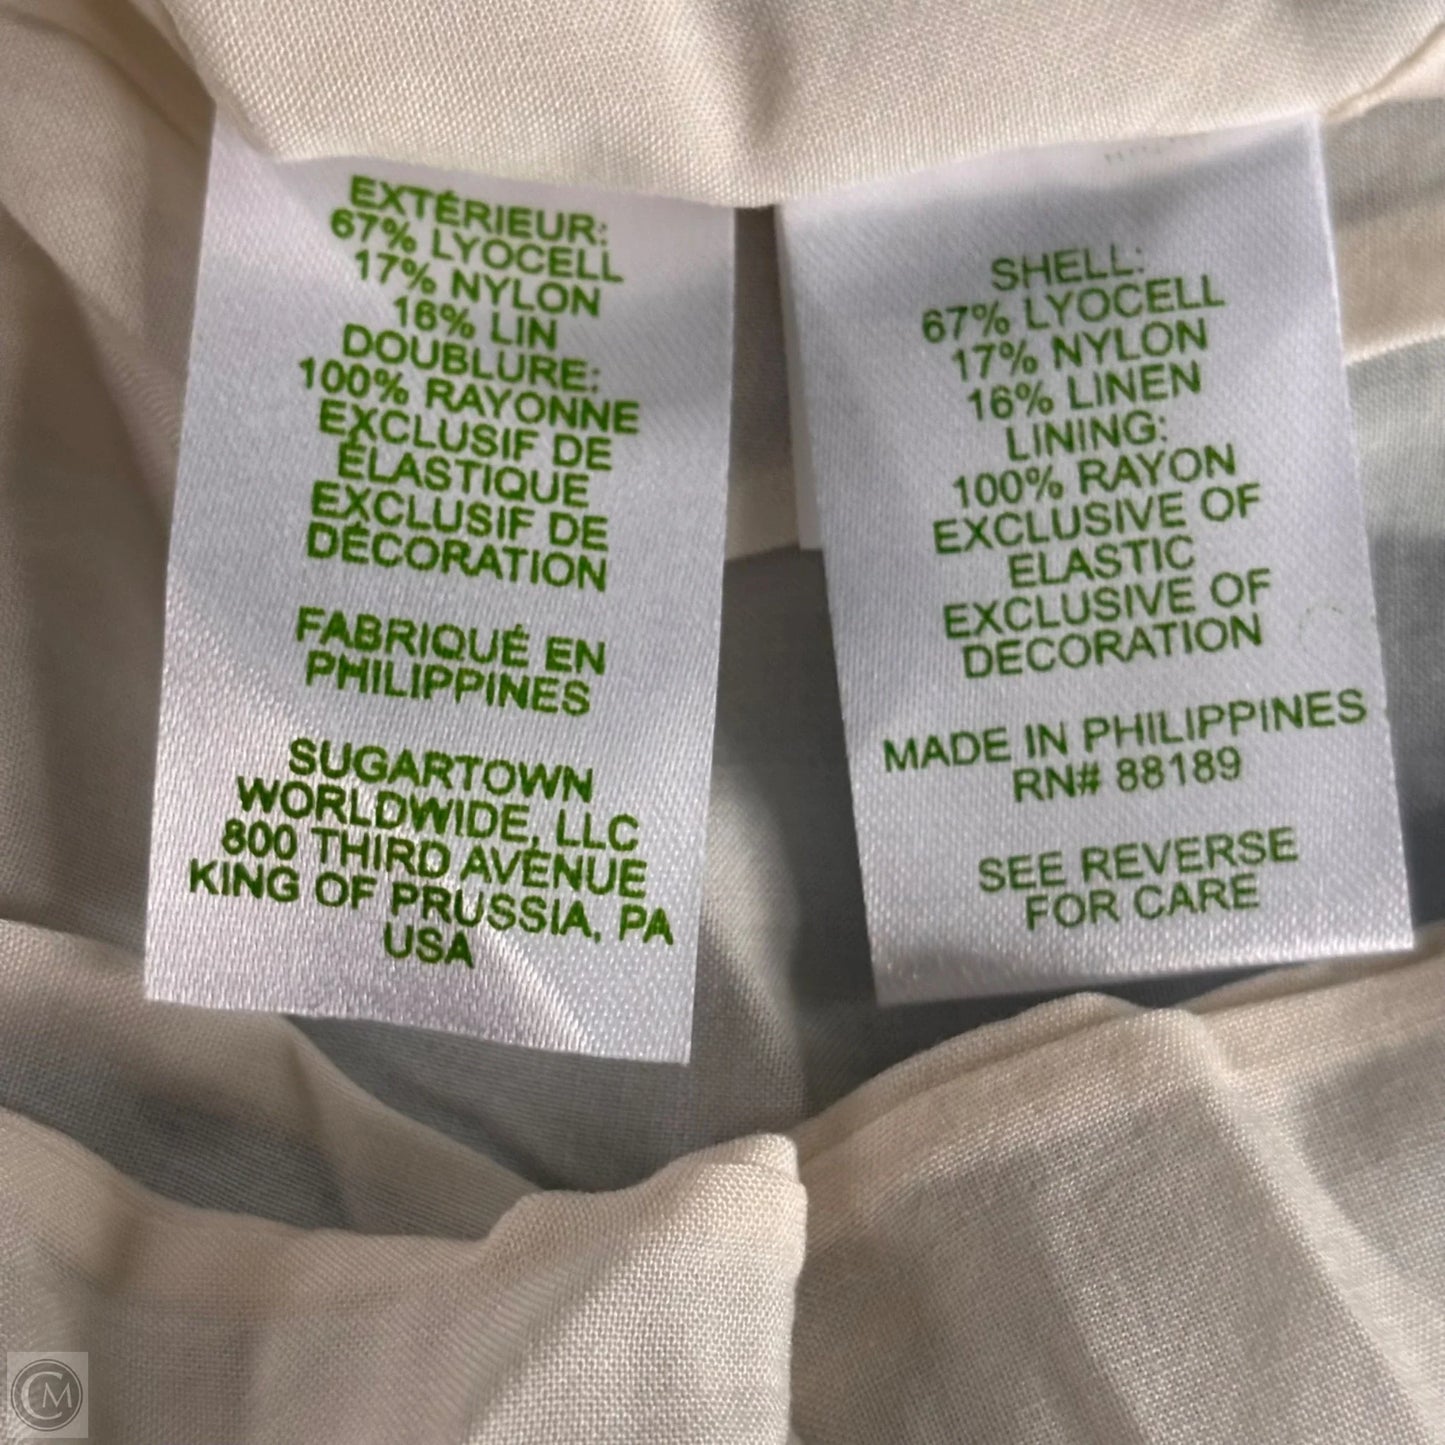 EXTÉRIEUR:
67% LYOCELL
17% NYLON
16% LIN
DOUBLURE:
100% RAYONNE
EXCLUSIF DE
ÉLASTIQUE
EXCLUSIF DE
DÉCORATION
FABRIQUÉ EN
PHILIPPINES
SUGARTOWN
WORLDWIDE, LLC
800 THIRD AVENUE
KING OF PRUSSIA, PA
USA
SHELL:
67% LYOCELL
17% NYLON
16% LINEN
LINING:
100% RAYON
EXCLUSIVE OF
ELASTIC
EXCLUSIVE OF
DECORATION
MADE IN PHILIPPINES
RN# 88189
SEE REVERSE
FOR CARE
CM